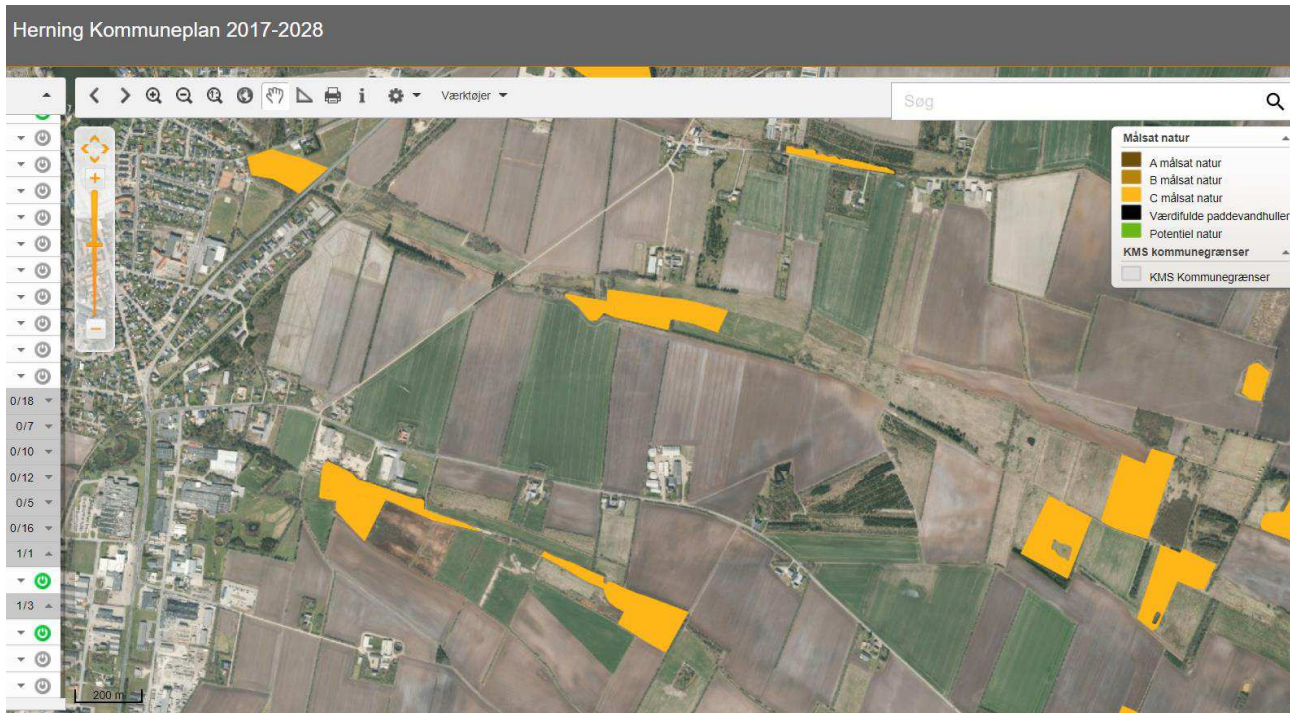 Herning Kommuneplan 2017-2028
Værktøjer
Søg
Målsat natur
A målsat natur
B målsat natur
C målsat natur
Værdifulde paddevandhuller
Potentiel natur
KMS kommunegrænser
KMS Kommunegrænser
0/18
0/7
0/10
0/12
0/5
0/16
1/1
1/3
200 m